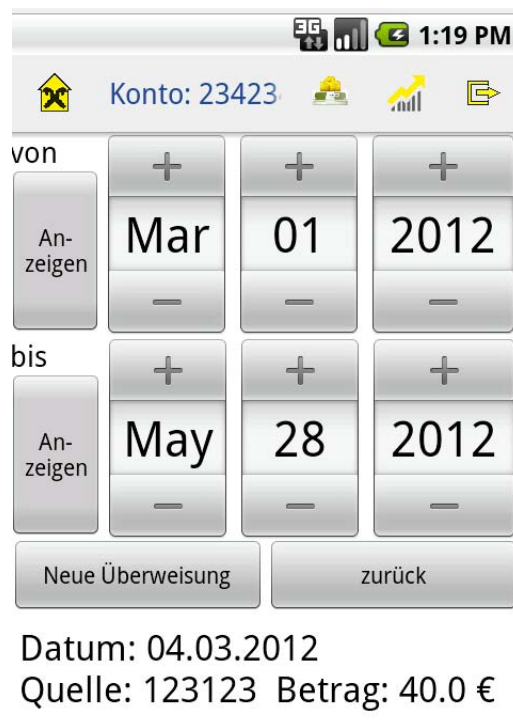 3G 1:19 PM
Konto: 23423
von
+ + +
An-
zeigen
Mar 01 2012
− − −
bis
+ + +
An-
zeigen
May 28 2012
− − −
Neue Überweisung zurück
Datum: 04.03.2012
Quelle: 123123 Betrag: 40.0 €